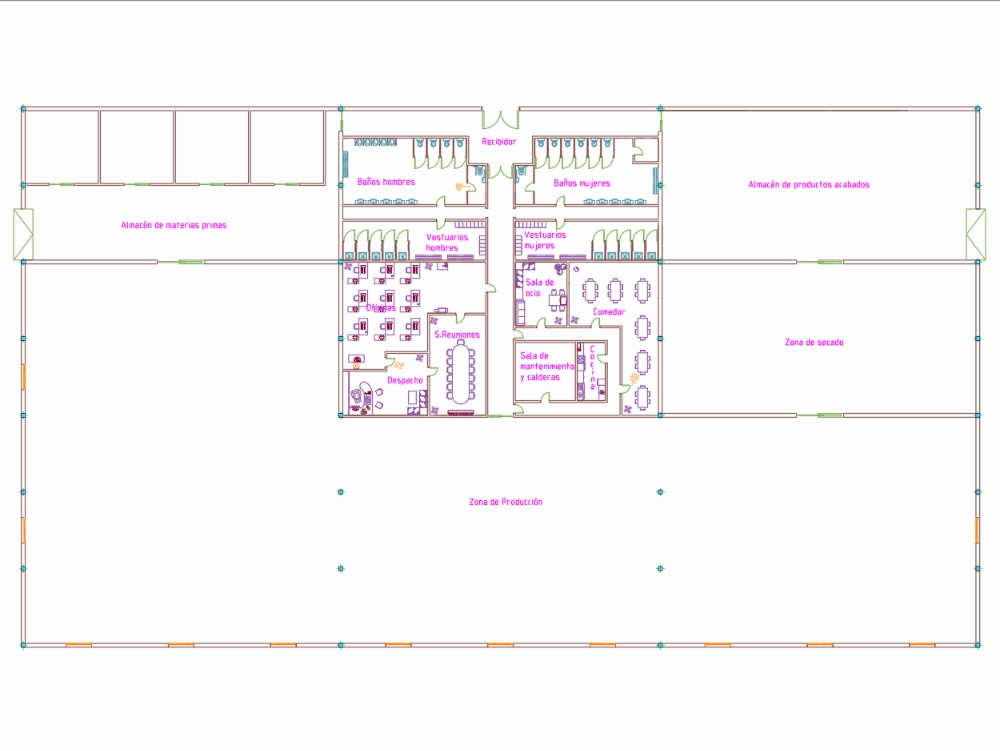 Recibidor
Baños hombres
Baños mujeres
Almacén de productos acabados
Almacén de materias primas
Vestuarios
hombres
Vestuarios
mujeres
Sala de
ocio
Oficinas
Comedor
S.Reuniones
Zona de secado
Sala de
mantenimiento
y calderas
Cocina
Despacho
Zona de Producción